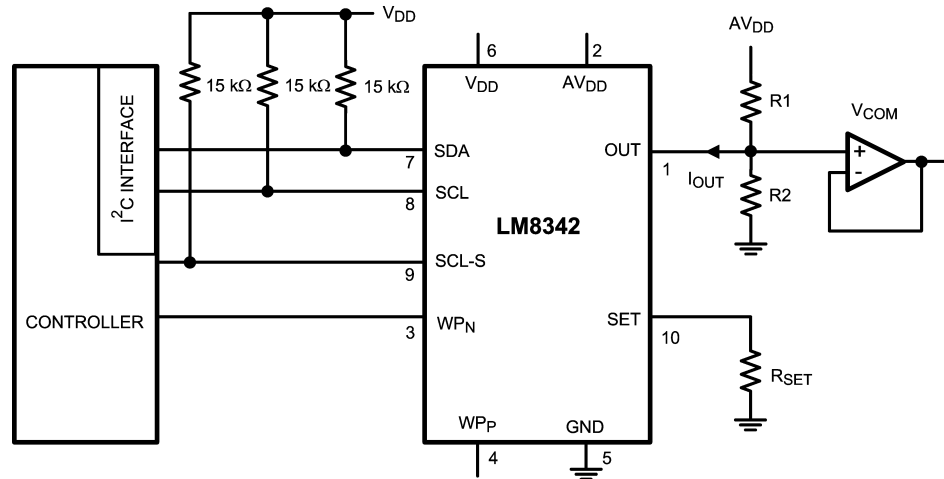 V_DD
15 kΩ 15 kΩ 15 kΩ
6 2
V_DD AV_DD
AV_DD
R1
V_COM
+
-
I²C INTERFACE
CONTROLLER
7 SDA
8 SCL
9 SCL-S
3 WP_N
LM8342
OUT 1
I_OUT
R2
SET 10
R_SET
WP_P GND
4 5